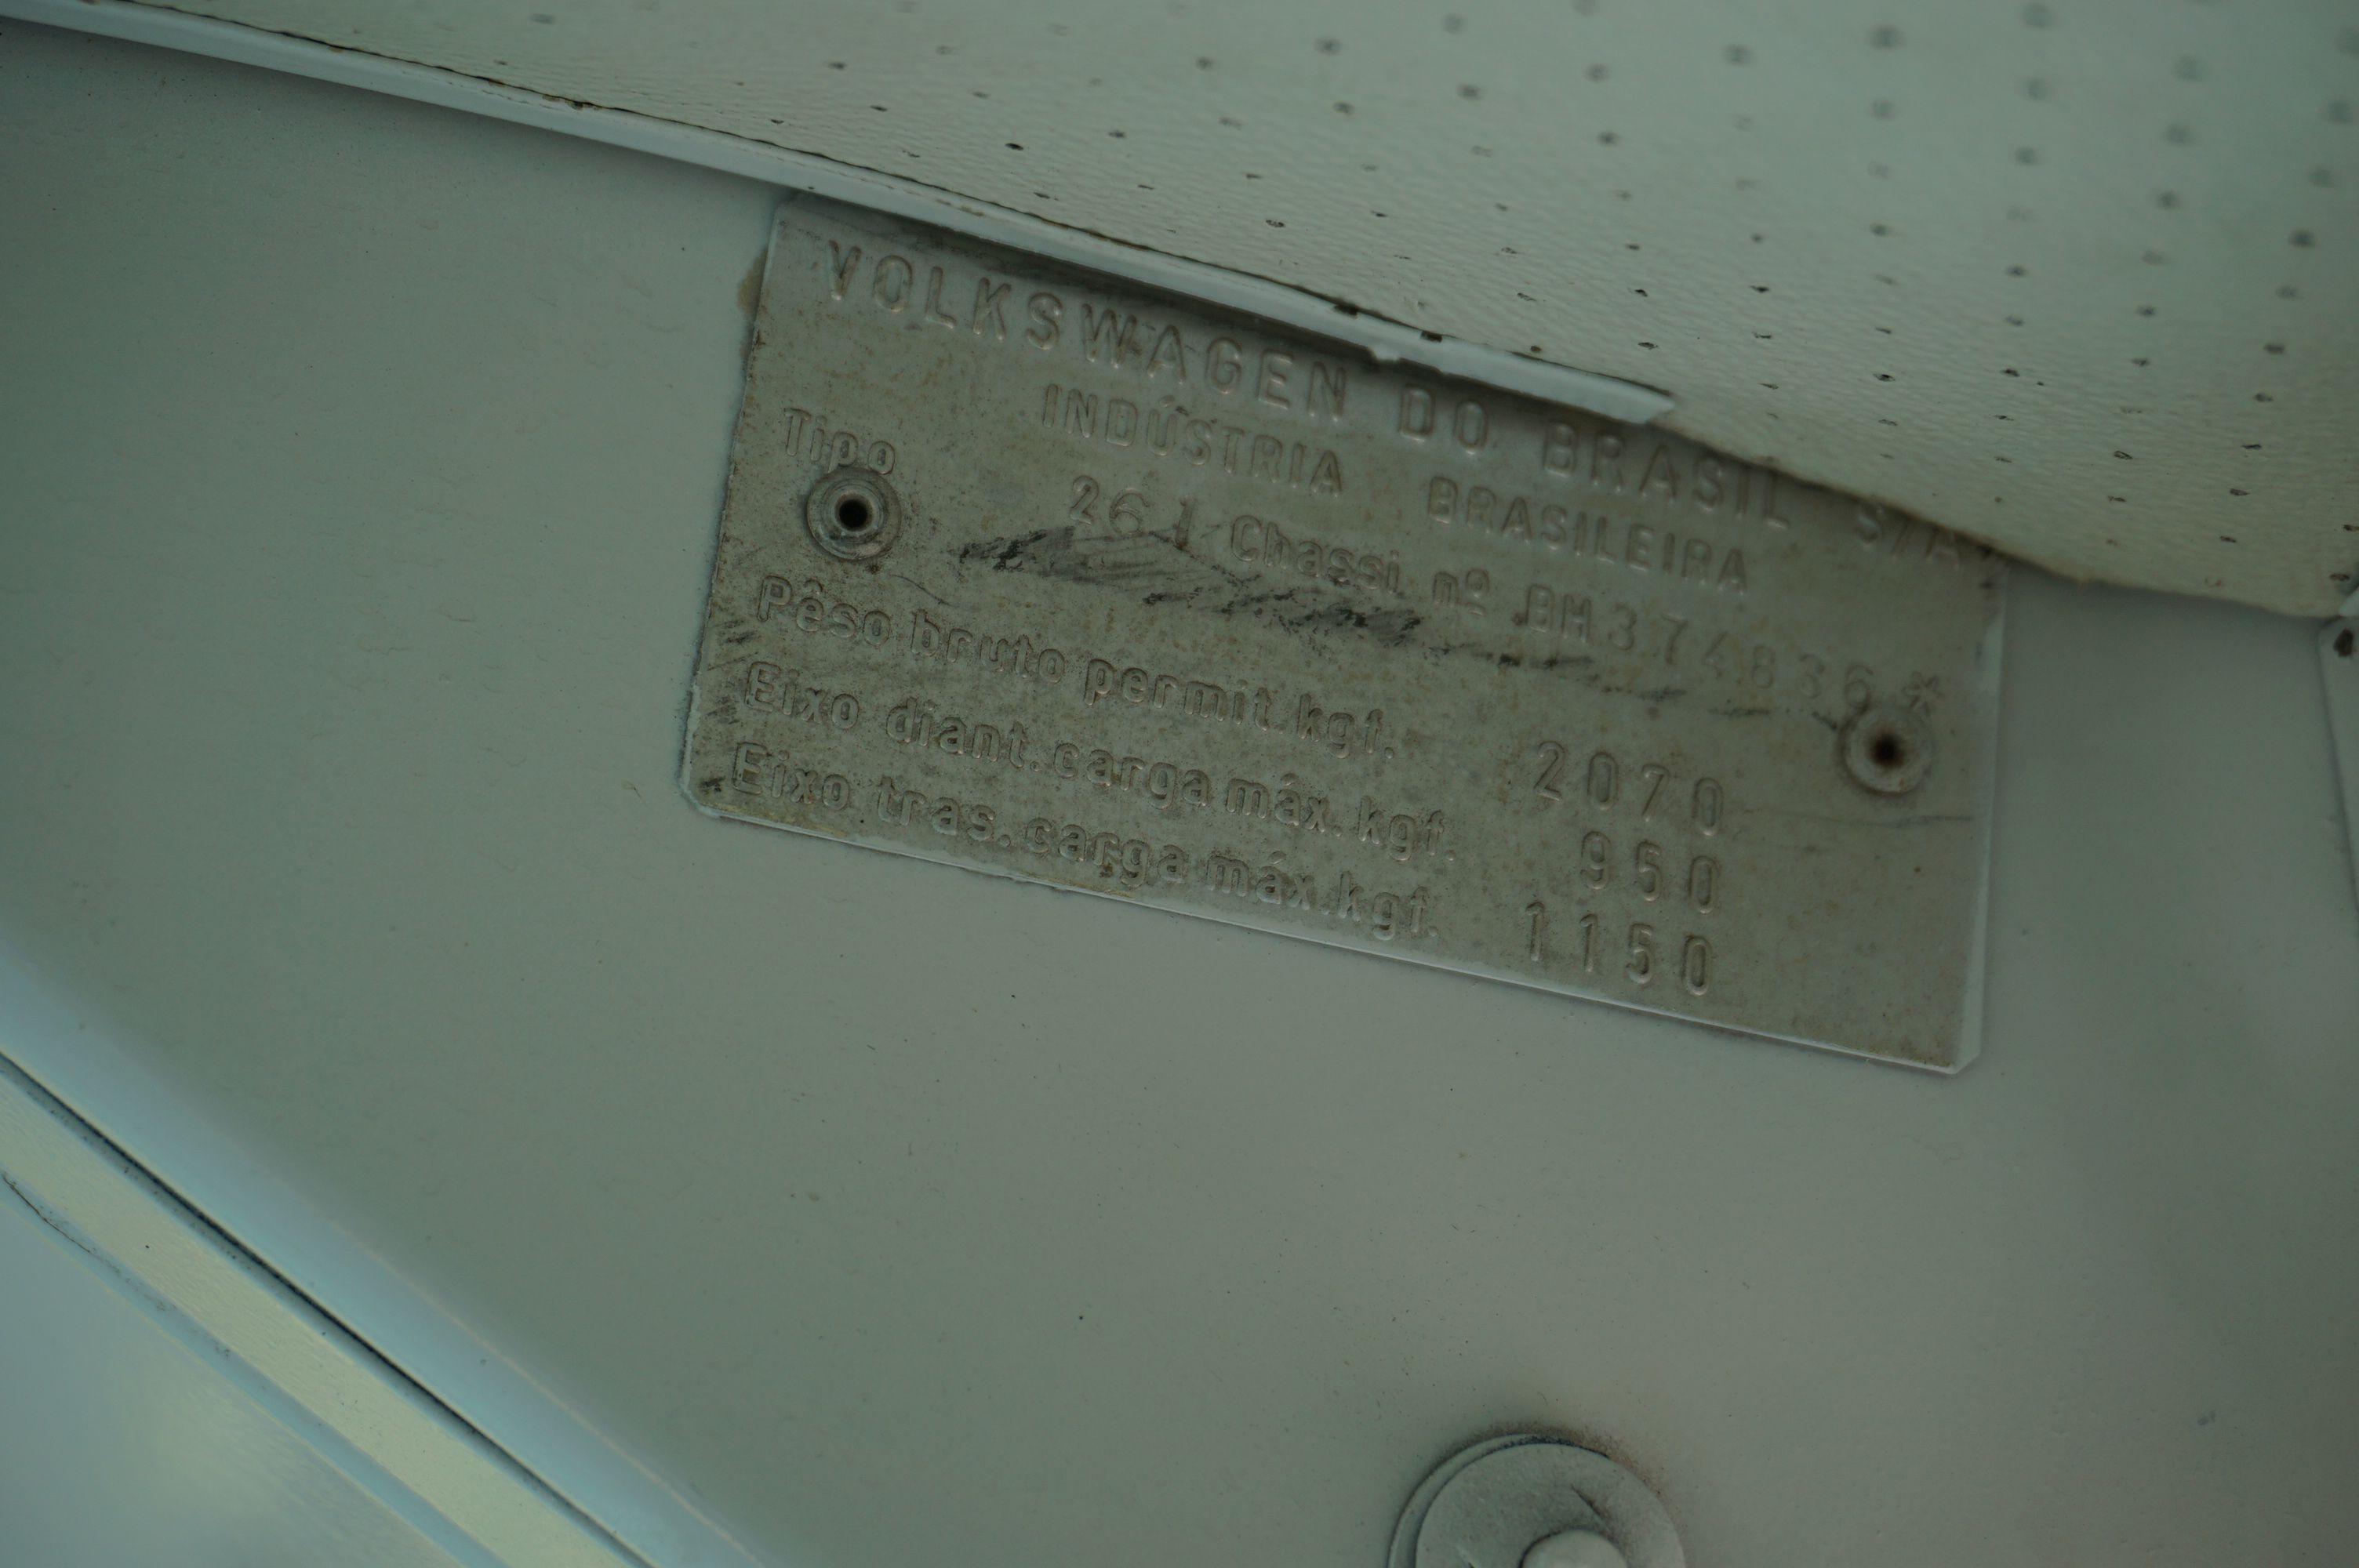 VOLKSWAGEN DO BRASIL S/A
INDÚSTRIA BRASILEIRA
Tipo 261 Chassi nº BH374836*
Pêso bruto permit. kgf. 2070
Eixo diant. carga máx. kgf. 950
Eixo tras. carga máx. kgf. 1150